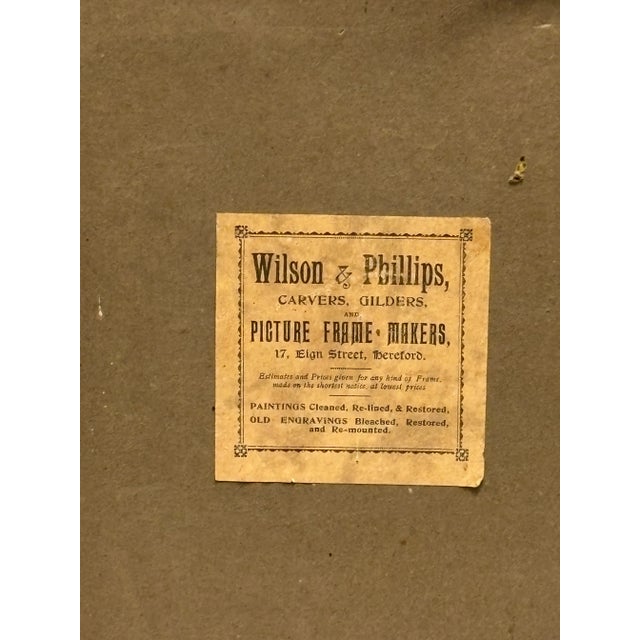 Wilson & Phillips,
CARVERS, GILDERS,
AND
PICTURE FRAME MAKERS,
17, Eign Street, Hereford.
Estimates and Prices given for any kind of Frame,
made on the shortest notice, at lowest prices
PAINTINGS Cleaned, Re-lined, & Restored,
OLD ENGRAVINGS Bleached, Restored,
and Re-mounted.